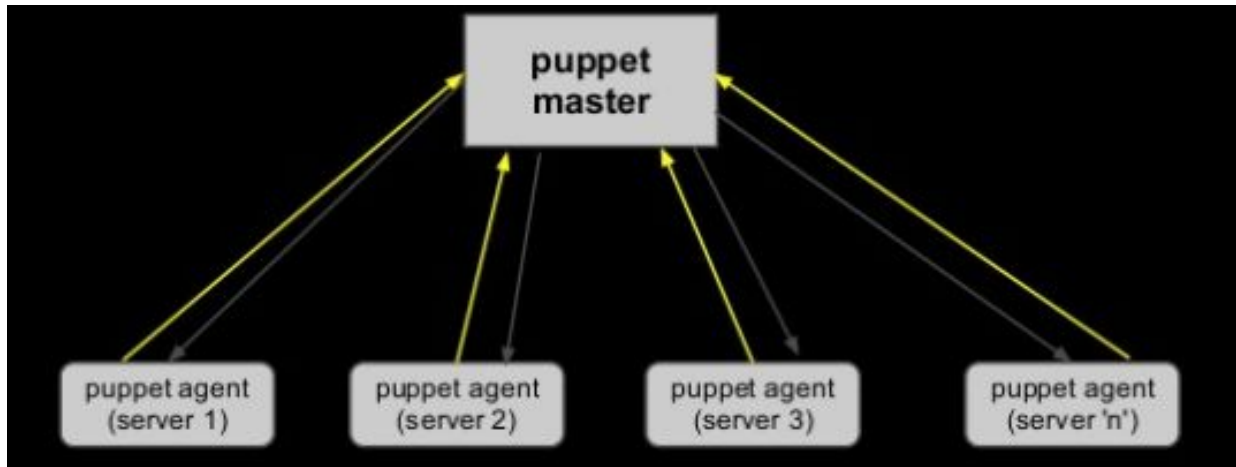 puppet
master
puppet agent
(server 1)
puppet agent
(server 2)
puppet agent
(server 3)
puppet agent
(server 'n')